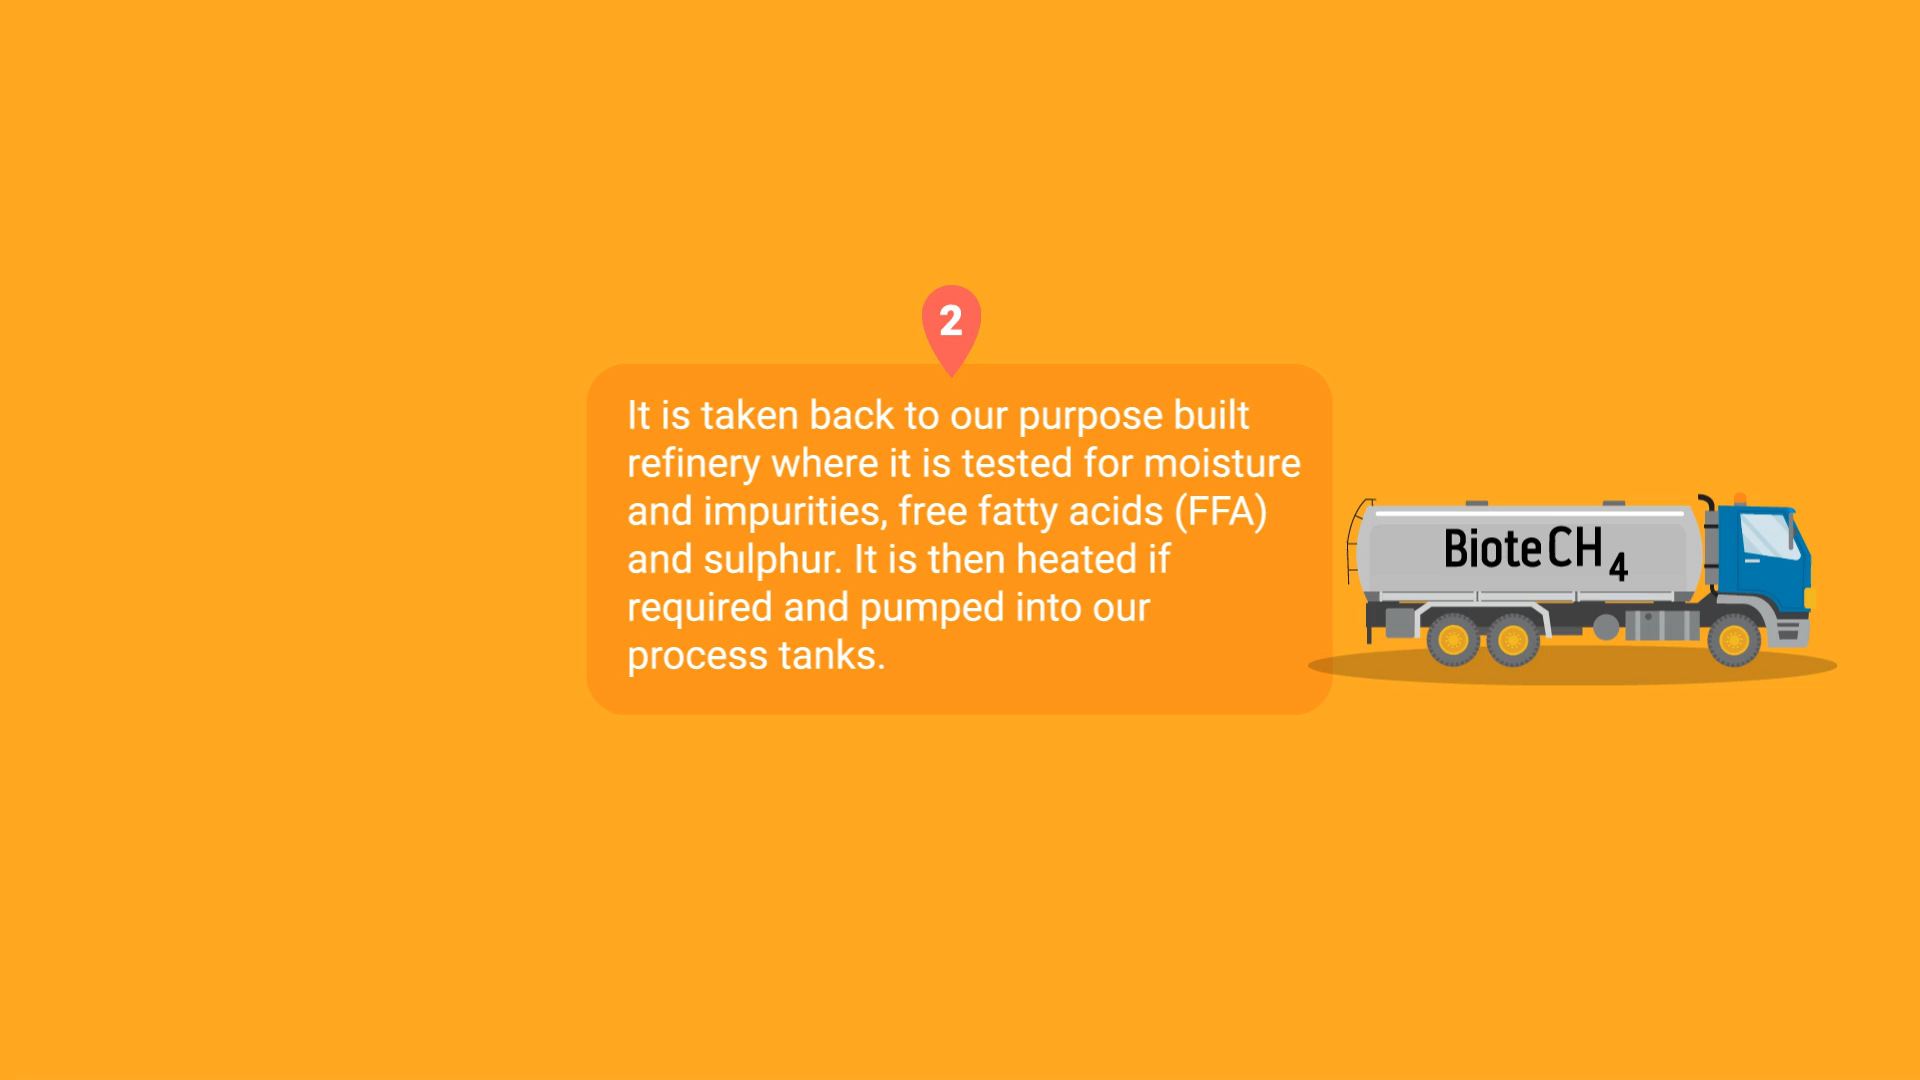 2
It is taken back to our purpose built
refinery where it is tested for moisture
and impurities, free fatty acids (FFA)
and sulphur. It is then heated if
required and pumped into our
process tanks.
BioteCH4